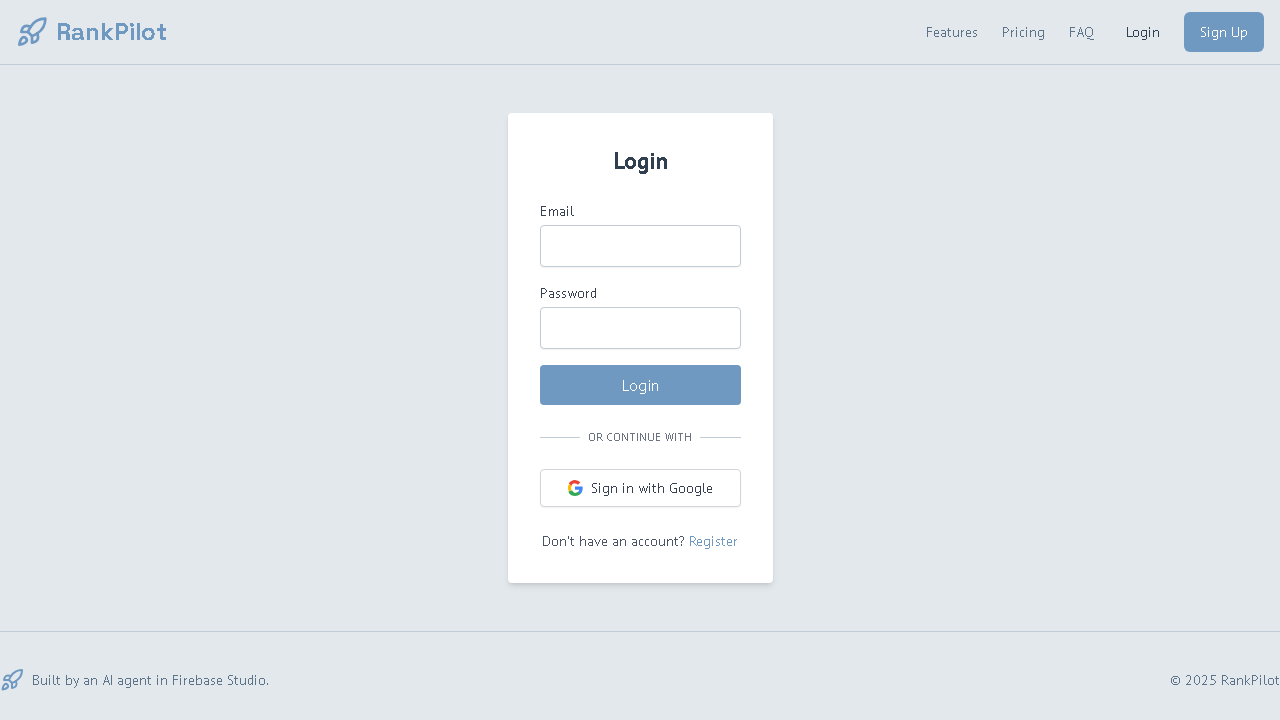 RankPilot
Features
Pricing
FAQ
Login
Sign Up
Login
Email
Password
Login
OR CONTINUE WITH
Sign in with Google
Don't have an account? Register
Built by an AI agent in Firebase Studio.
© 2025 RankPilot